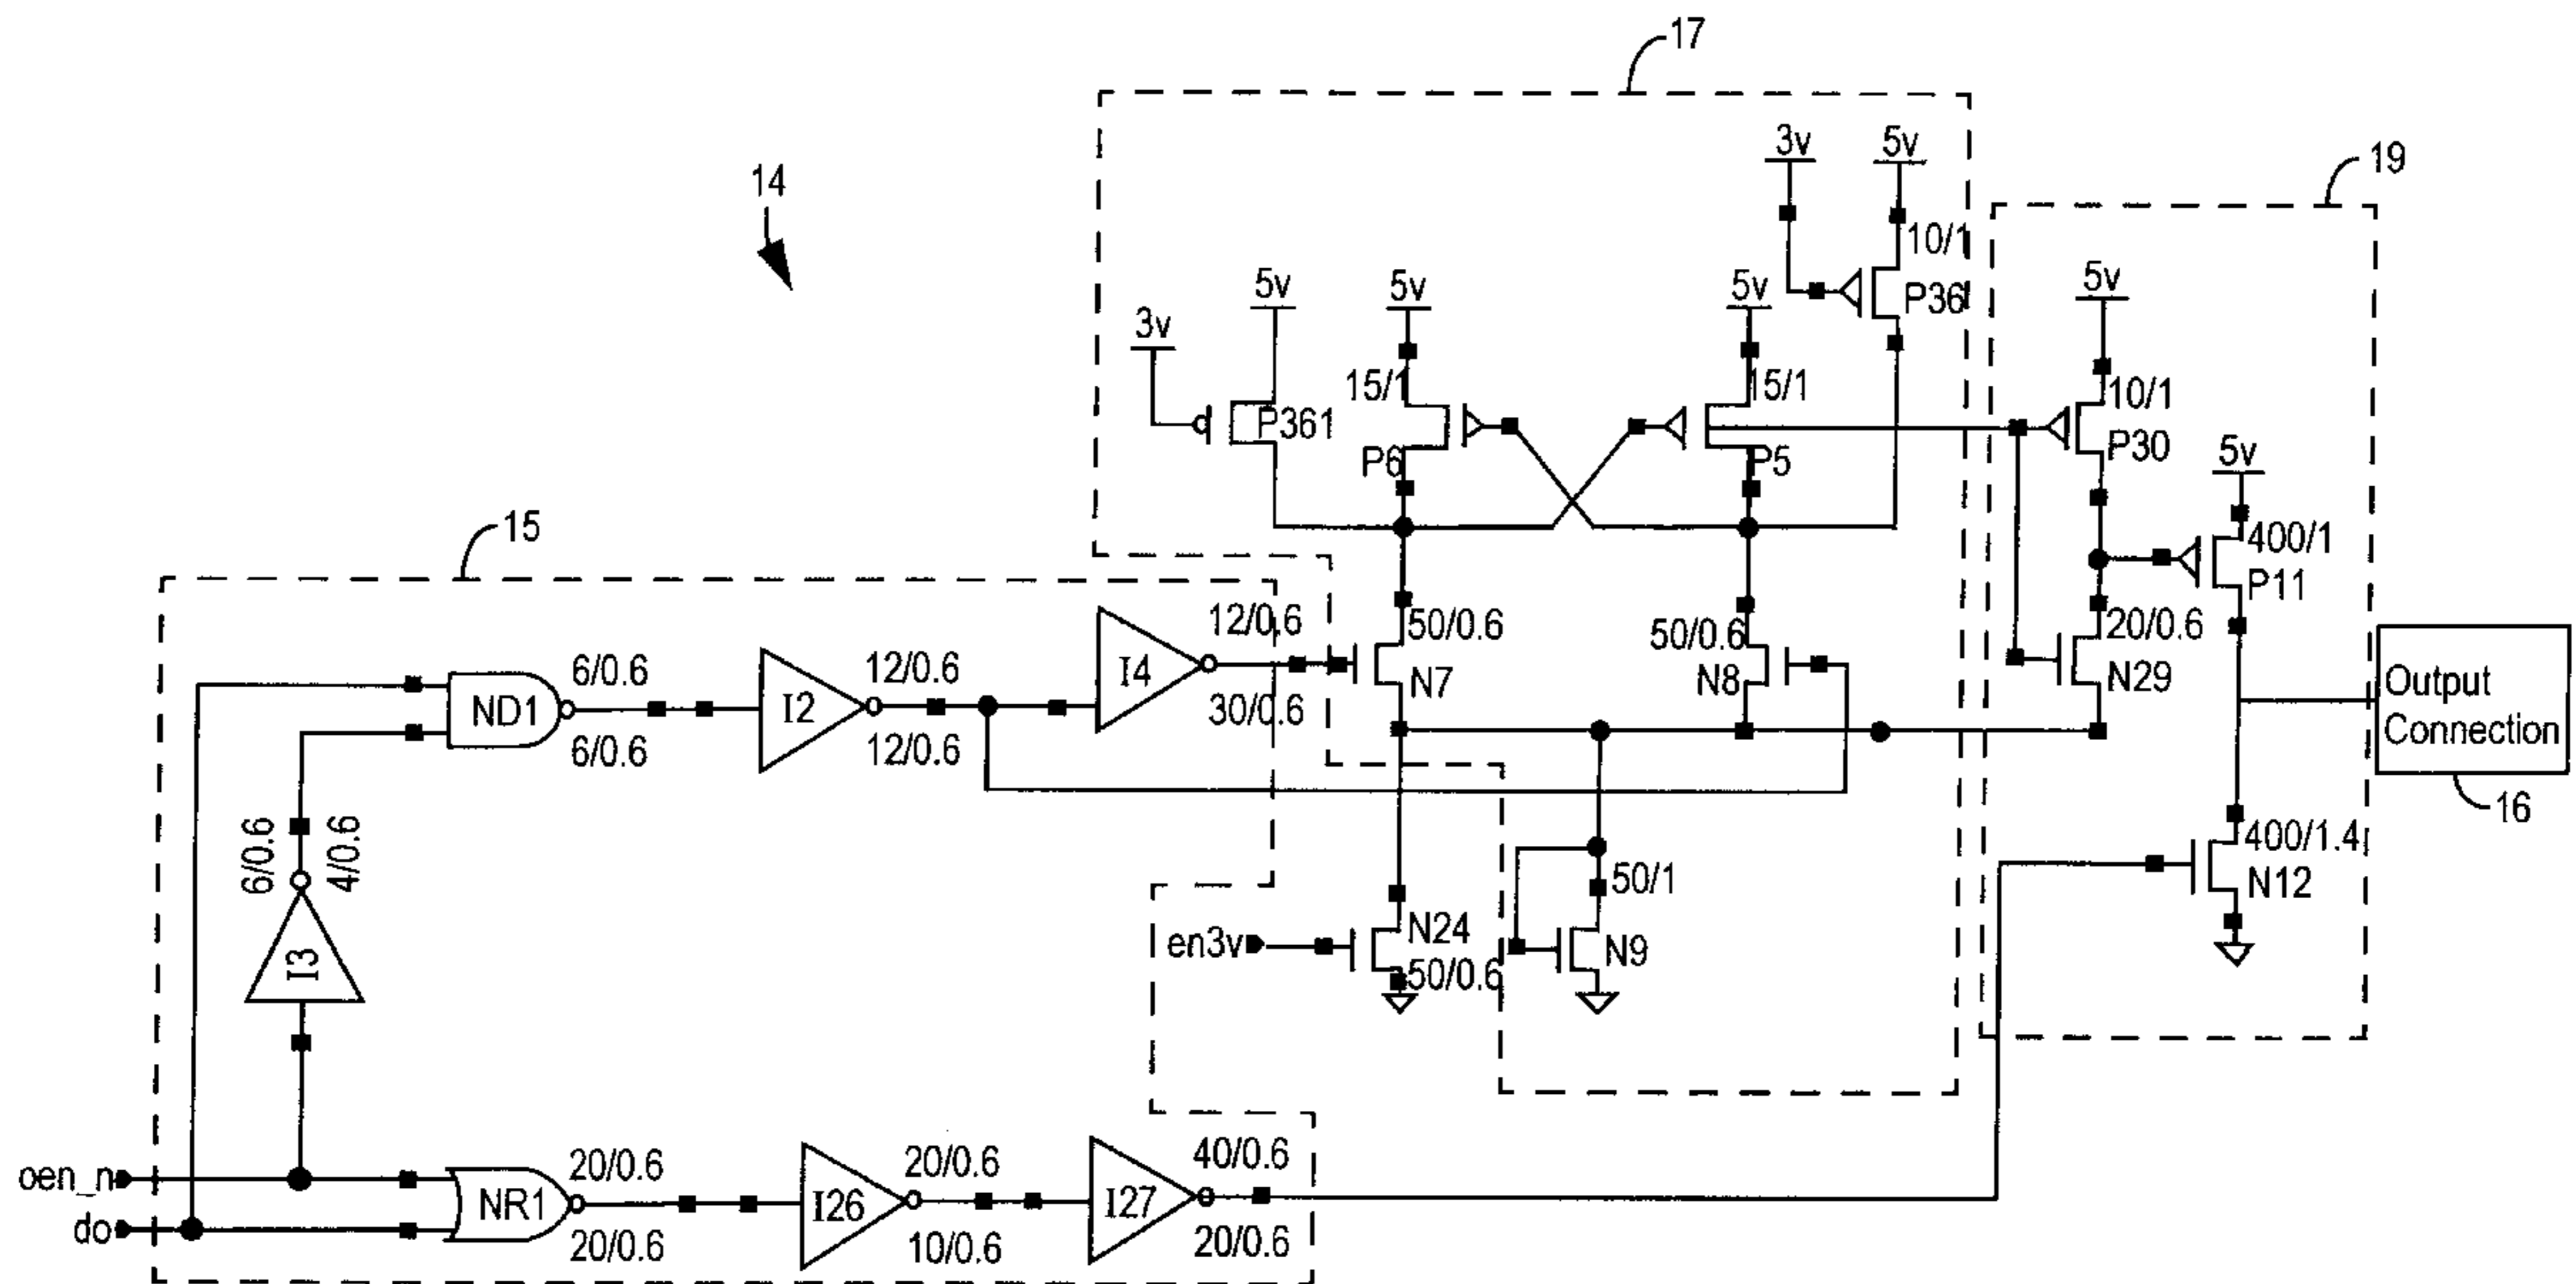 17
14
3v
5v
19
10/1
P36
5v
5v
5v
5v
3v
15/1
15/1
10/1
P361
P6
P5
P30
5v
15
400/1
P11
12/0.6
50/0.6
50/0.6
20/0.6
6/0.6
12/0.6
I4
ND1
I2
N7
N8
N29
Output
Connection
6/0.6
12/0.6
30/0.6
16
6/0.6
4/0.6
400/1.4
N12
50/1
I3
en3v
N24
50/0.6
N9
oen_n
do
NR1
20/0.6
20/0.6
I26
20/0.6
10/0.6
I27
40/0.6
20/0.6